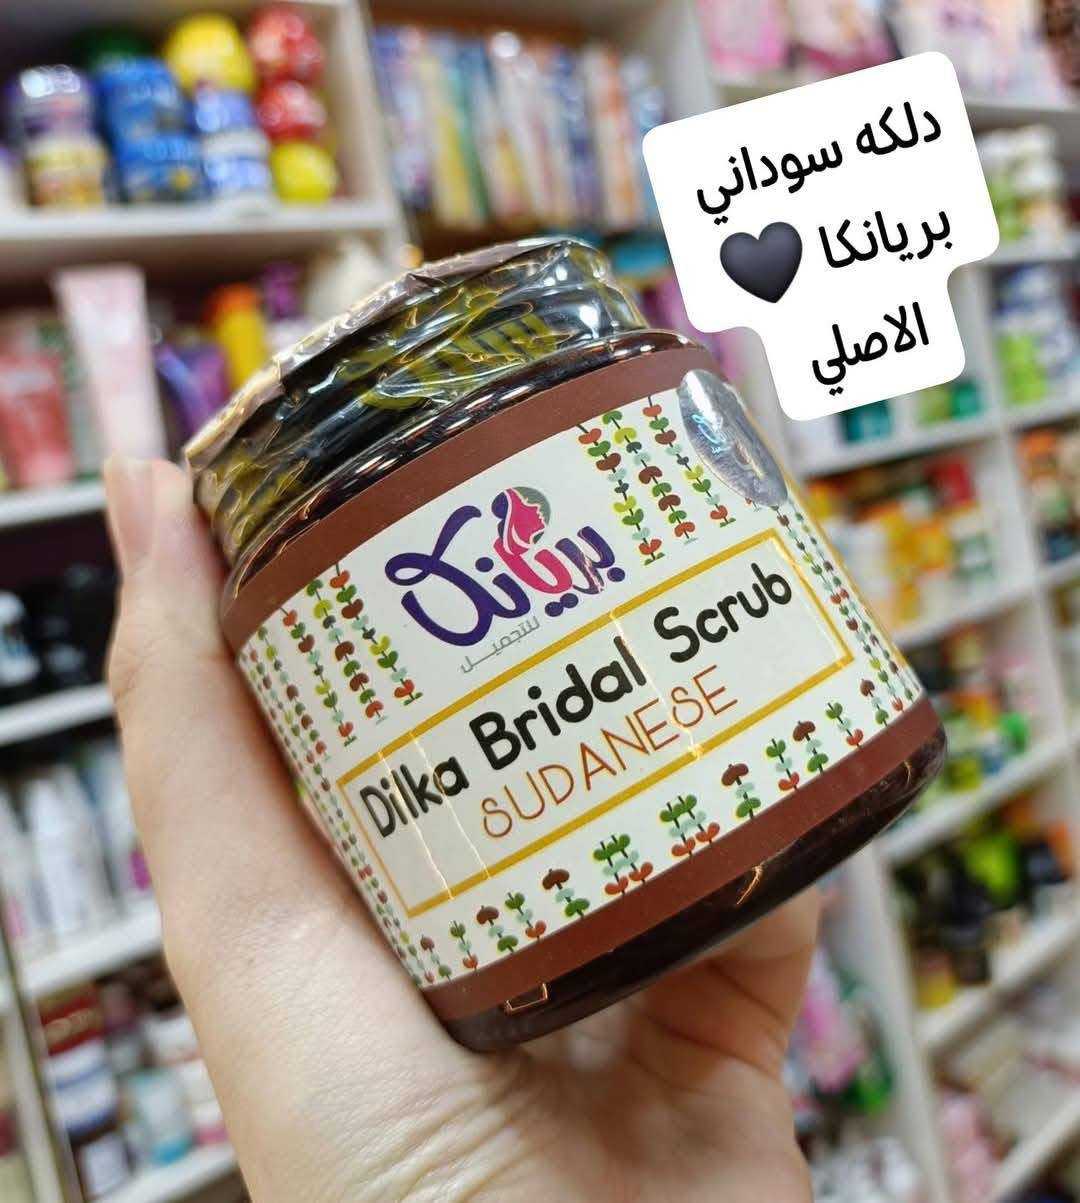 دلكه سوداني
بريانكا 🖤
الاصلي
بريانكا
للتجميل
Dilka Bridal Scrub
SUDANESE